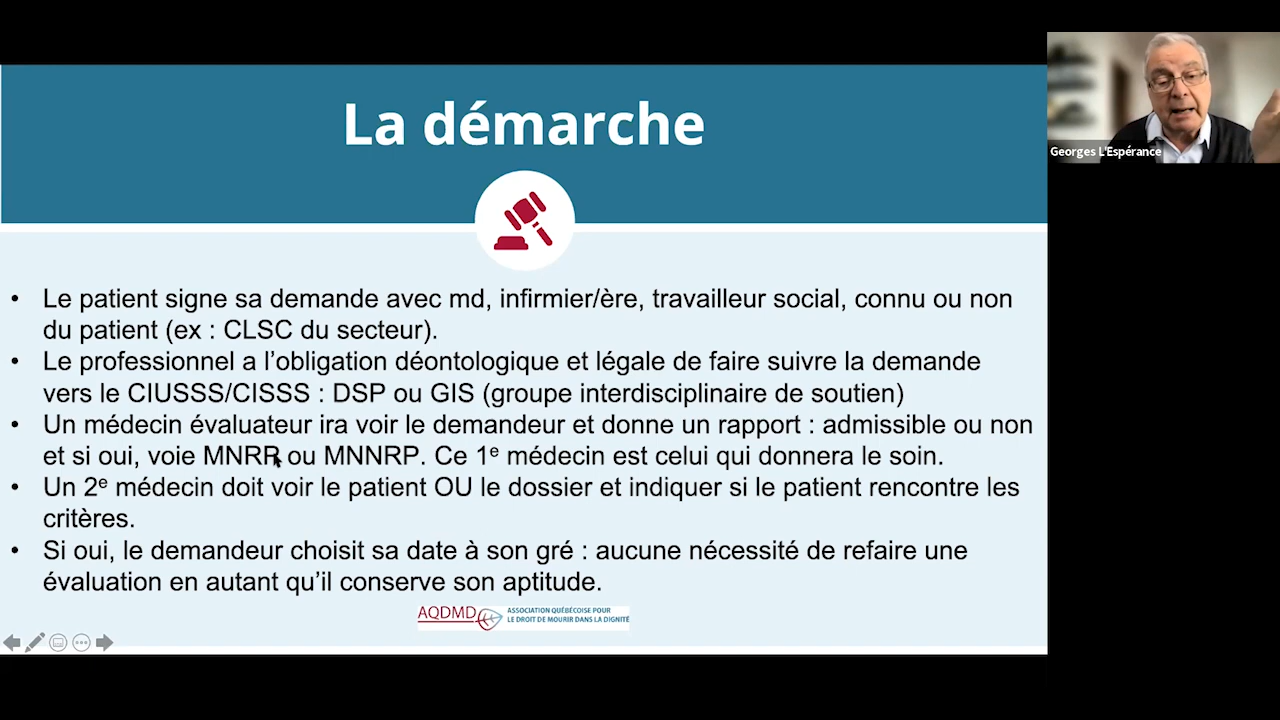 La démarche
Georges L'Espérance
• Le patient signe sa demande avec md, infirmier/ère, travailleur social, connu ou non
du patient (ex : CLSC du secteur).
• Le professionnel a l’obligation déontologique et légale de faire suivre la demande
vers le CIUSSS/CISSS : DSP ou GIS (groupe interdisciplinaire de soutien)
• Un médecin évaluateur ira voir le demandeur et donne un rapport : admissible ou non
et si oui, voie MNRP ou MNNRP. Ce 1e médecin est celui qui donnera le soin.
• Un 2e médecin doit voir le patient OU le dossier et indiquer si le patient rencontre les
critères.
• Si oui, le demandeur choisit sa date à son gré : aucune nécessité de refaire une
évaluation en autant qu’il conserve son aptitude.
AQDMD
ASSOCIATION QUÉBÉCOISE POUR
LE DROIT DE MOURIR DANS LA DIGNITÉ